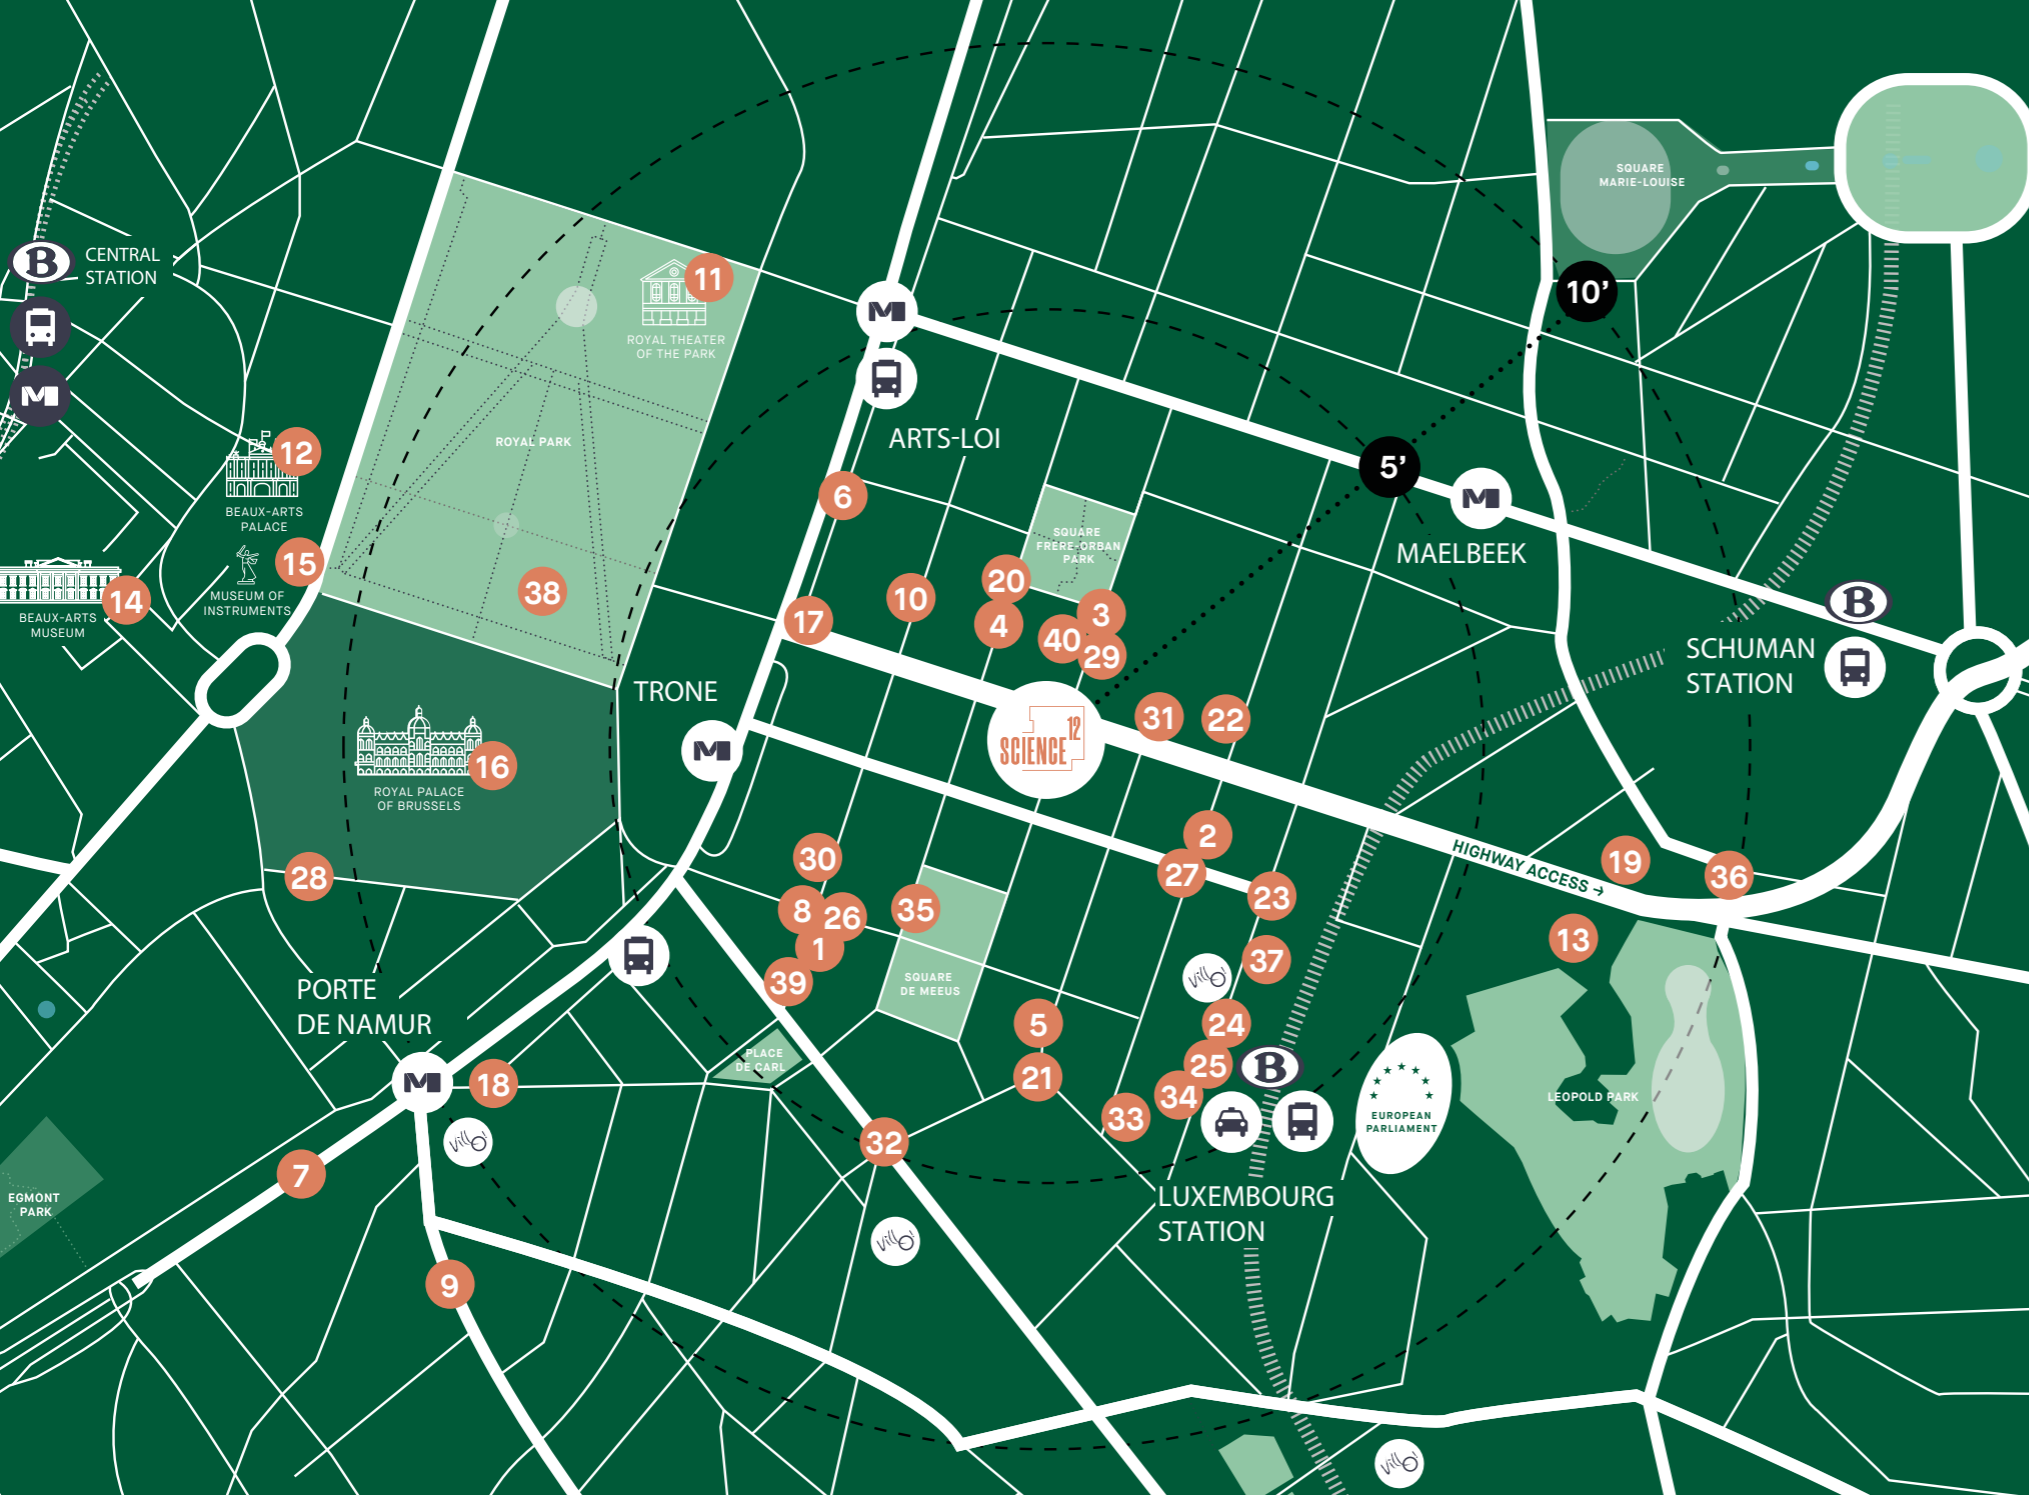 SQUARE
MARIE-LOUISE
B
CENTRAL
STATION
11
10’
M
ROYAL THEATER
OF THE PARK
M
ARTS-LOI
ROYAL PARK
12
5’
M
BEAUX-ARTS
PALACE
6
SQUARE
FRÈRE-ORBAN
PARK
MAELBEEK
15
14
MUSEUM OF
INSTRUMENTS
BEAUX-ARTS
MUSEUM
38
10
20
17
4
3
40
29
B
SCHUMAN
STATION
TRONE
M
SCIENCE
12
31
22
16
ROYAL PALACE
OF BRUSSELS
2
27
23
HIGHWAY ACCESS →
19
36
28
30
8
26
35
1
39
13
37
Villo!
SQUARE
DE MEEUS
PORTE
DE NAMUR
5
24
PLACE
DE CARL
M
18
21
25
B
34
33
LEOPOLD PARK
EUROPEAN
PARLIAMENT
Villo!
32
7
EGMONT
PARK
LUXEMBOURG
STATION
Villo!
9
Villo!